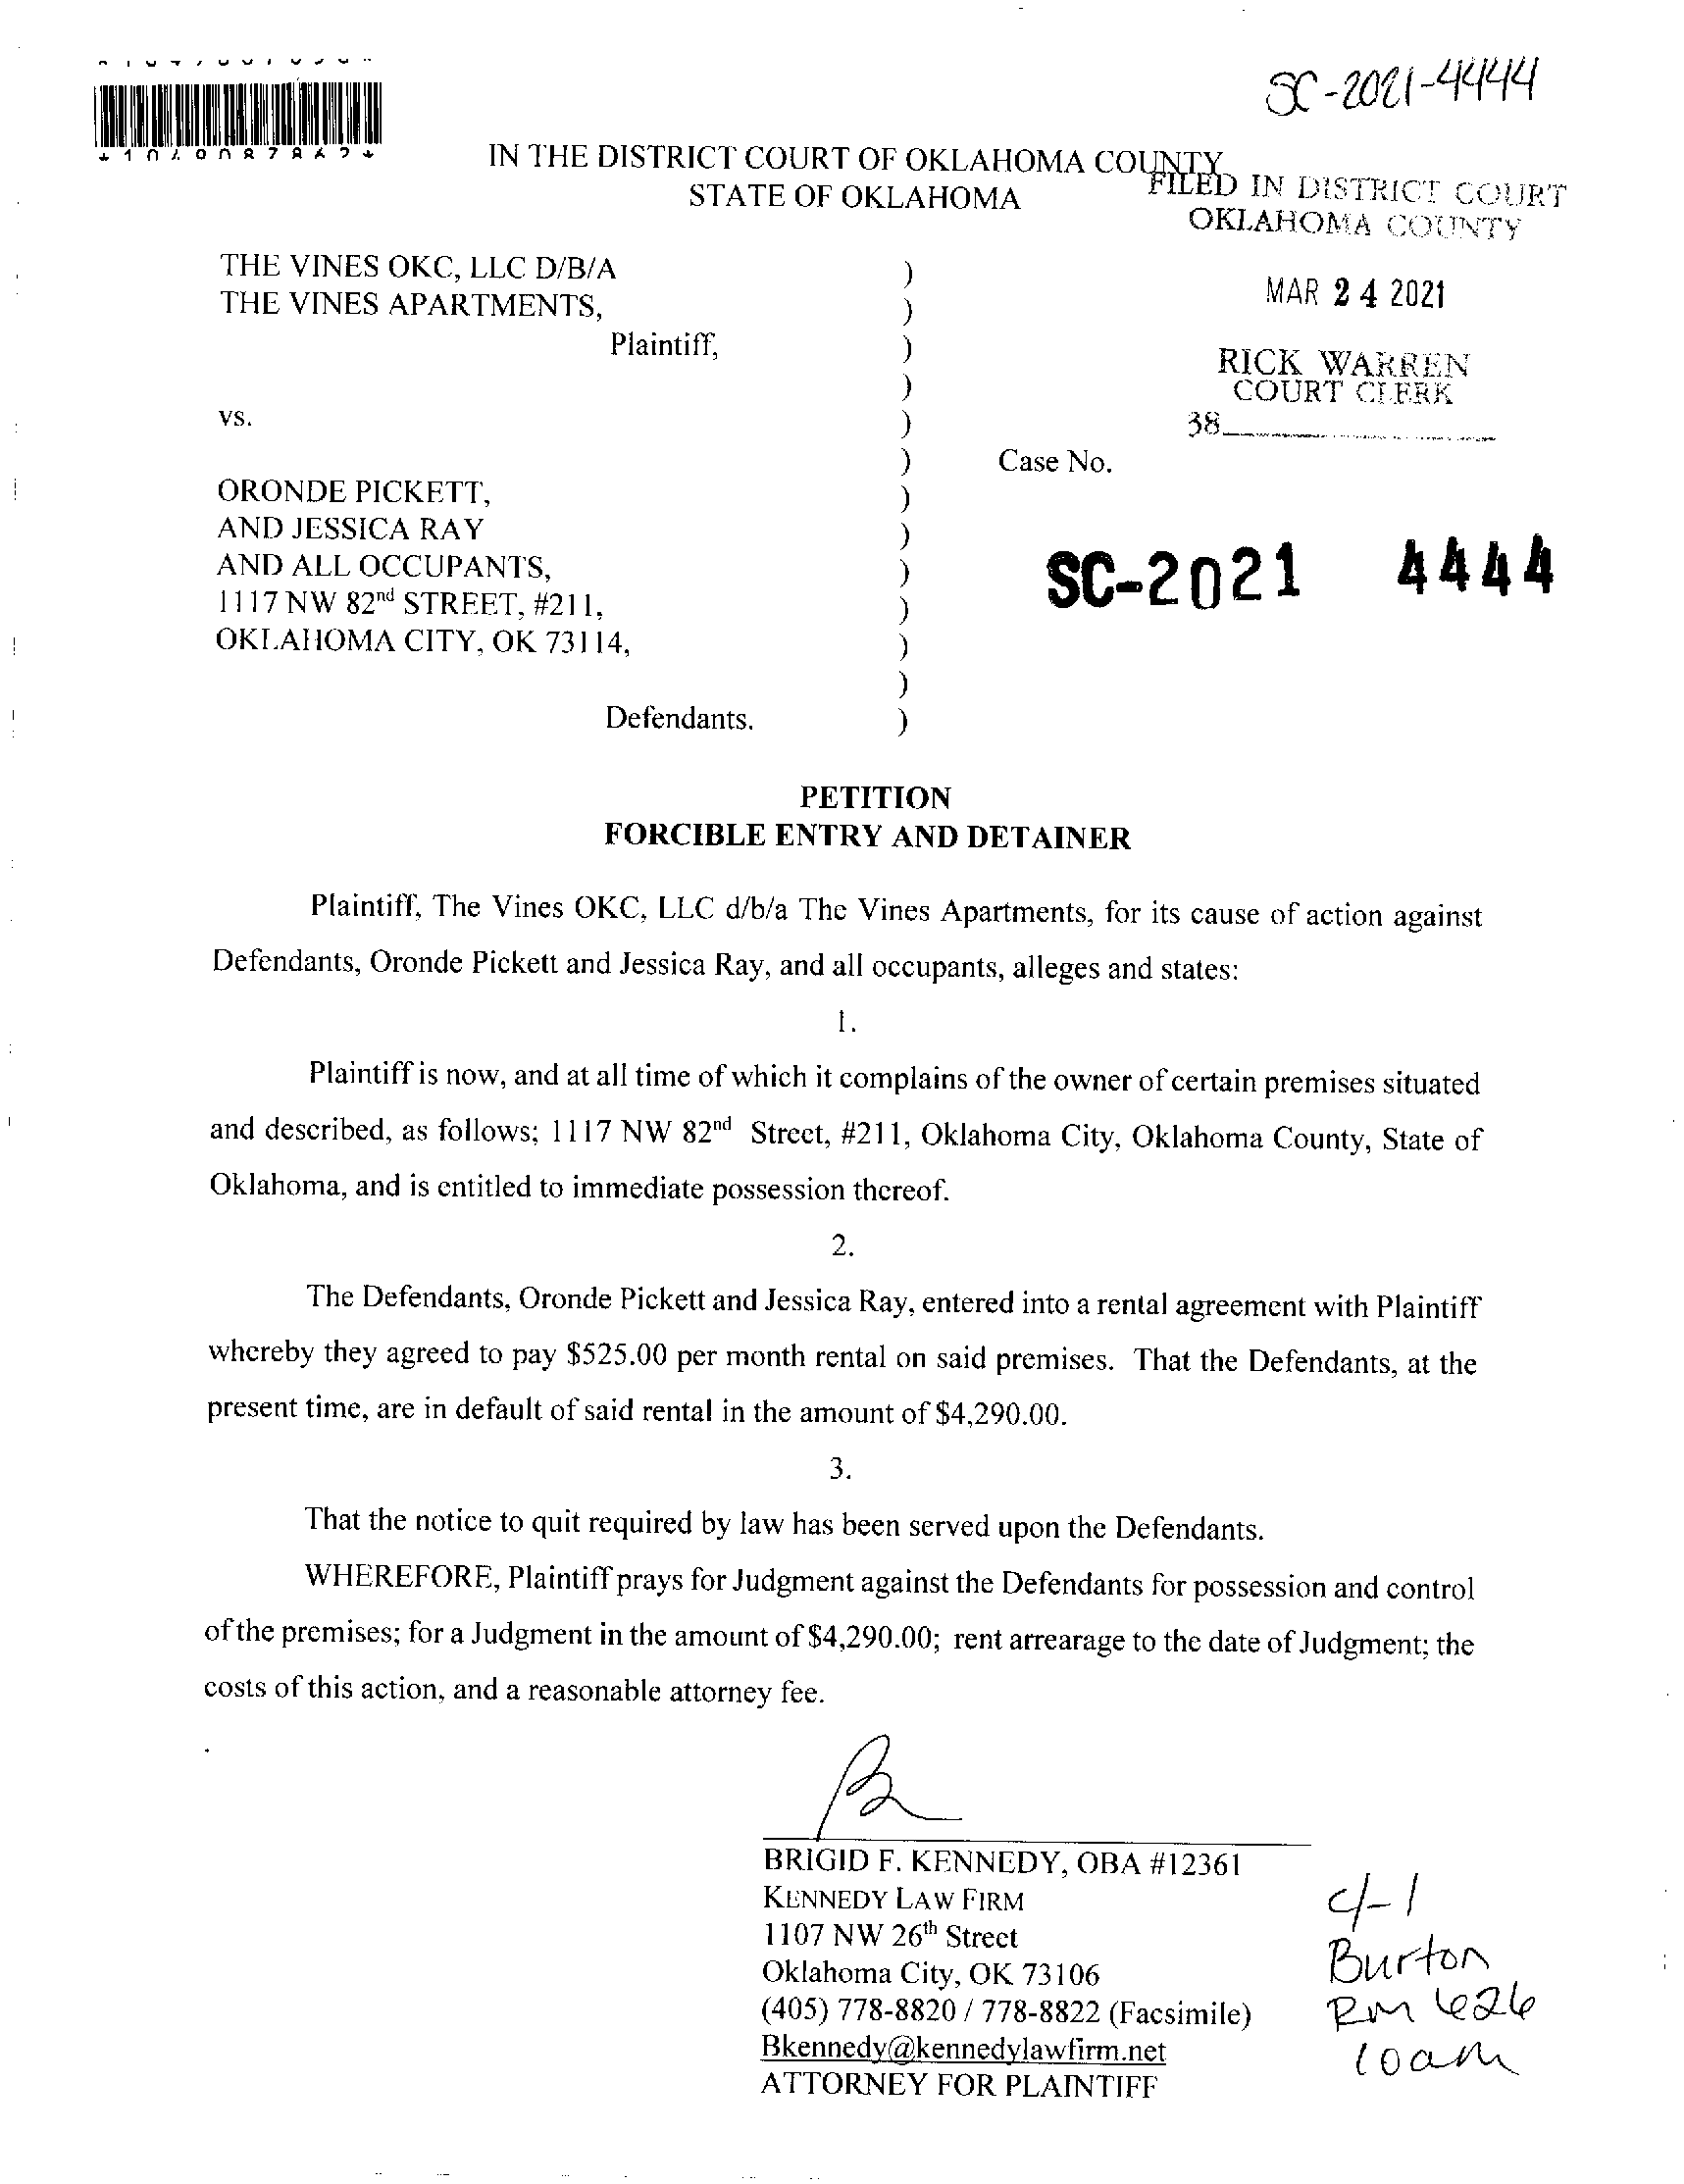 SC-2021-4444
IN THE DISTRICT COURT OF OKLAHOMA COUNTY
STATE OF OKLAHOMA
FILED IN DISTRICT COURT
OKLAHOMA COUNTY
MAR 24 2021
RICK WARREN
COURT CLERK
38
THE VINES OKC, LLC D/B/A )
THE VINES APARTMENTS, )
Plaintiff, )
)
vs. )
) Case No.
ORONDE PICKETT, )
AND JESSICA RAY )
AND ALL OCCUPANTS, ) SC-2021 4444
1117 NW 82nd STREET, #211, )
OKLAHOMA CITY, OK 73114, )
)
Defendants. )
PETITION
FORCIBLE ENTRY AND DETAINER
Plaintiff, The Vines OKC, LLC d/b/a The Vines Apartments, for its cause of action against
Defendants, Oronde Pickett and Jessica Ray, and all occupants, alleges and states:
1.
Plaintiff is now, and at all time of which it complains of the owner of certain premises situated
and described, as follows; 1117 NW 82nd Street, #211, Oklahoma City, Oklahoma County, State of
Oklahoma, and is entitled to immediate possession thereof.
2.
The Defendants, Oronde Pickett and Jessica Ray, entered into a rental agreement with Plaintiff
whereby they agreed to pay $525.00 per month rental on said premises. That the Defendants, at the
present time, are in default of said rental in the amount of $4,290.00.
3.
That the notice to quit required by law has been served upon the Defendants.
WHEREFORE, Plaintiff prays for Judgment against the Defendants for possession and control
of the premises; for a Judgment in the amount of $4,290.00; rent arrearage to the date of Judgment; the
costs of this action, and a reasonable attorney fee.
BRIGID F. KENNEDY, OBA #12361
KENNEDY LAW FIRM
1107 NW 26th Street
Oklahoma City, OK 73106
(405) 778-8820 / 778-8822 (Facsimile)
Bkennedy@kennedylawfirm.net
ATTORNEY FOR PLAINTIFF
4-1
Burton
Rm 626
10am